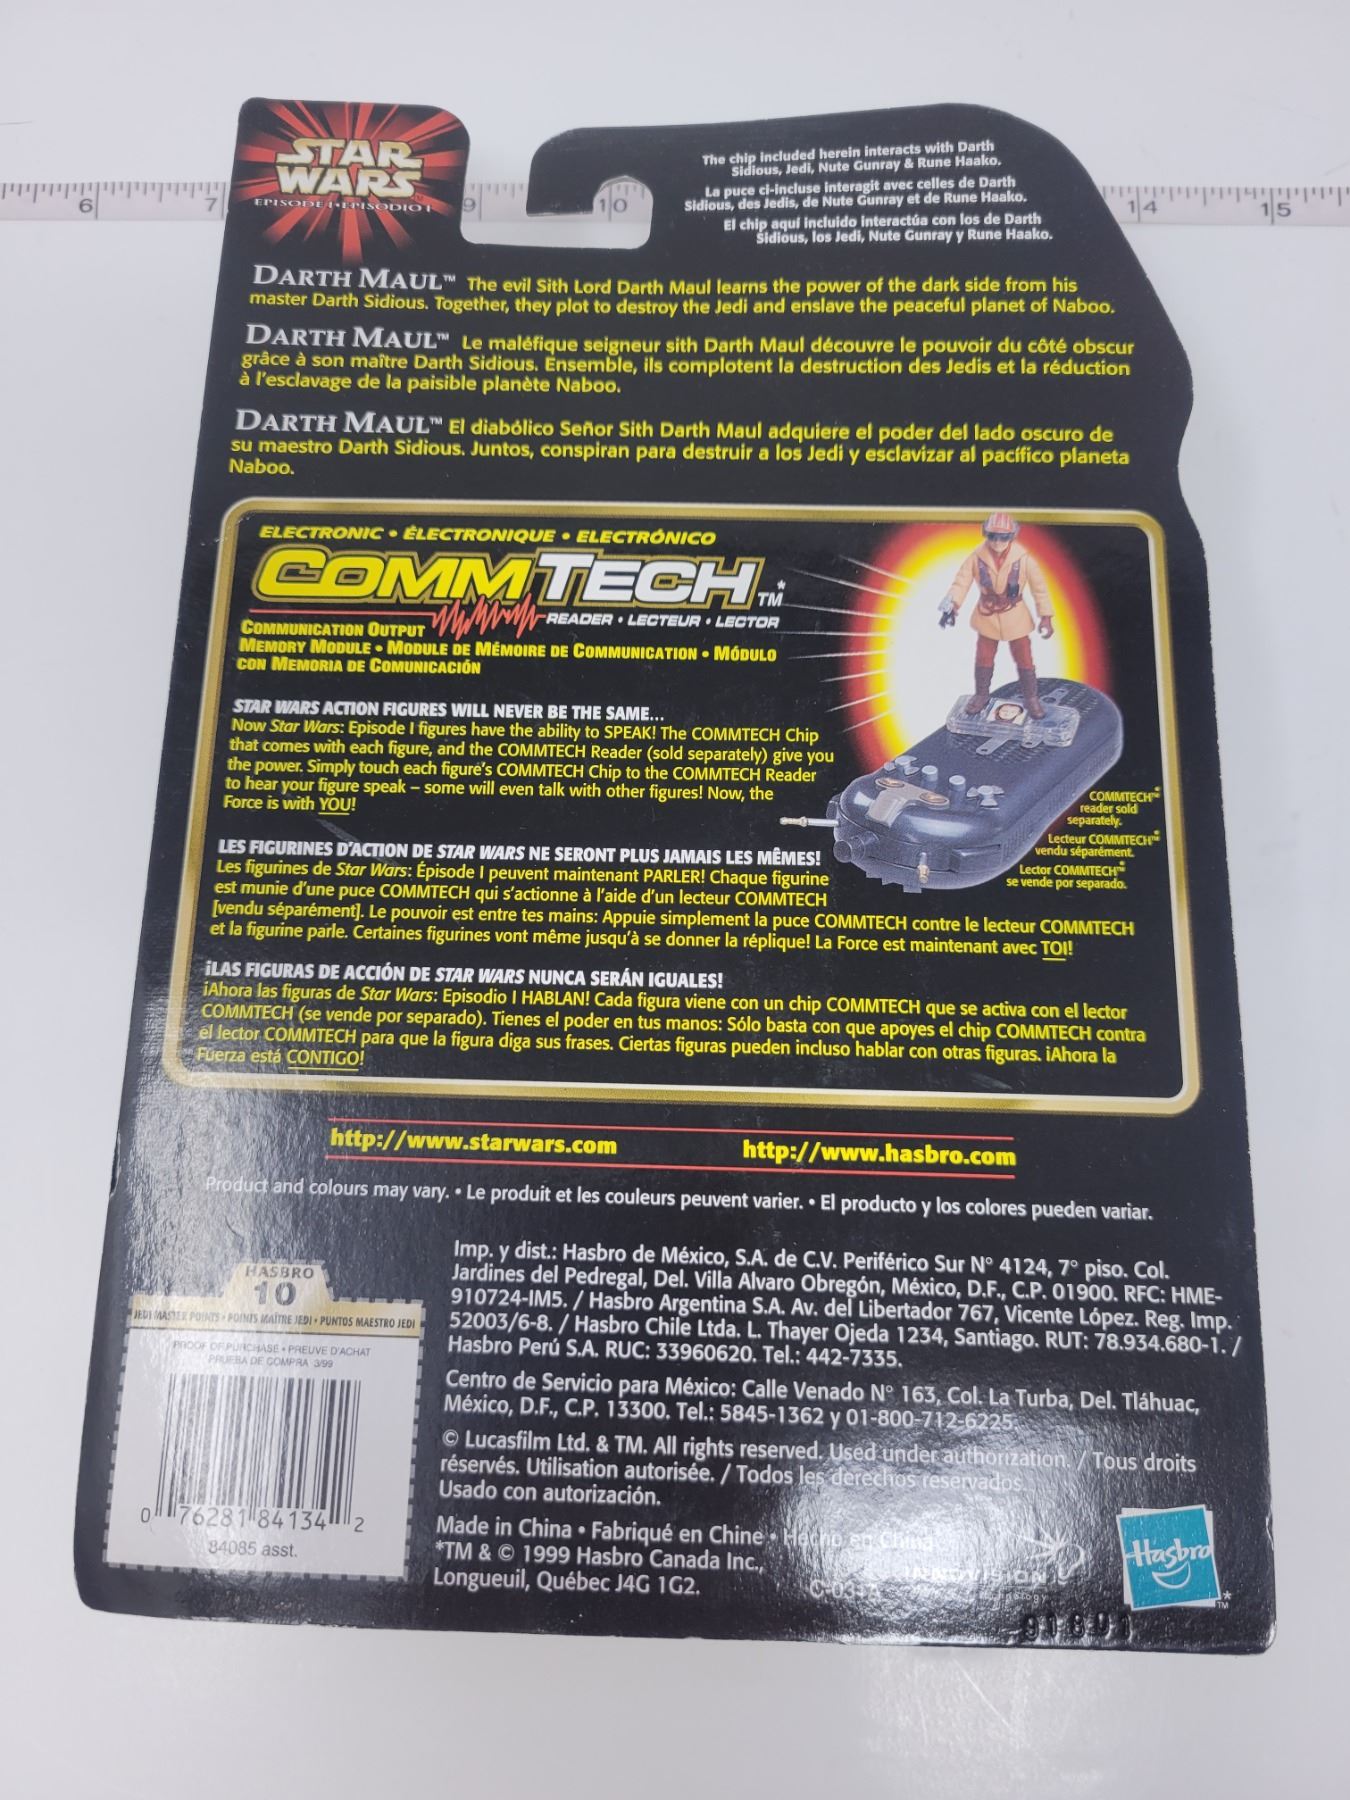 STAR
WARS
EPISODE I • EPISODIO I
6 7 9 10 14 15
The chip included herein interacts with Darth
Sidious, Jedi, Nute Gunray & Rune Haako.
La puce ci-incluse interagit avec celles de Darth
Sidious, des Jedis, de Nute Gunray et de Rune Haako.
El chip aquí incluido interactúa con los de Darth
Sidious, los Jedi, Nute Gunray y Rune Haako.
DARTH MAUL™ The evil Sith Lord Darth Maul learns the power of the dark side from his
master Darth Sidious. Together, they plot to destroy the Jedi and enslave the peaceful planet of Naboo.
DARTH MAUL™ Le maléfique seigneur sith Darth Maul découvre le pouvoir du côté obscur
grâce à son maître Darth Sidious. Ensemble, ils complotent la destruction des Jedis et la réduction
à l'esclavage de la paisible planète Naboo.
DARTH MAUL™ El diabólico Señor Sith Darth Maul adquiere el poder del lado oscuro de
su maestro Darth Sidious. Juntos, conspiran para destruir a los Jedi y esclavizar al pacífico planeta
Naboo.
ELECTRONIC • ÉLECTRONIQUE • ELECTRÓNICO
COMMTECH™*
READER • LECTEUR • LECTOR
COMMUNICATION OUTPUT
MEMORY MODULE • MODULE DE MÉMOIRE DE COMMUNICATION • MÓDULO
CON MEMORIA DE COMUNICACIÓN
STAR WARS ACTION FIGURES WILL NEVER BE THE SAME...
Now Star Wars: Episode I figures have the ability to SPEAK! The COMMTECH Chip
that comes with each figure, and the COMMTECH Reader (sold separately) give you
the power. Simply touch each figure's COMMTECH Chip to the COMMTECH Reader
to hear your figure speak – some will even talk with other figures! Now, the
Force is with YOU!
COMMTECH™*
reader sold
separately.
Lecteur COMMTECH™*
vendu séparément.
Lector COMMTECH™*
se vende por separado.
LES FIGURINES D'ACTION DE STAR WARS NE SERONT PLUS JAMAIS LES MÊMES!
Les figurines de Star Wars: Épisode I peuvent maintenant PARLER! Chaque figurine
est munie d'une puce COMMTECH qui s'actionne à l'aide d'un lecteur COMMTECH
[vendu séparément]. Le pouvoir est entre tes mains: Appuie simplement la puce COMMTECH contre le lecteur COMMTECH
et la figurine parle. Certaines figurines vont même jusqu'à se donner la réplique! La Force est maintenant avec TOI!
¡LAS FIGURAS DE ACCIÓN DE STAR WARS NUNCA SERÁN IGUALES!
¡Ahora las figuras de Star Wars: Episodio I HABLAN! Cada figura viene con un chip COMMTECH que se activa con el lector
COMMTECH (se vende por separado). Tienes el poder en tus manos: Sólo basta con que apoyes el chip COMMTECH contra
el lector COMMTECH para que la figura diga sus frases. Ciertas figuras pueden incluso hablar con otras figuras. ¡Ahora la
Fuerza está CONTIGO!
http://www.starwars.com http://www.hasbro.com
Product and colours may vary. • Le produit et les couleurs peuvent varier. • El producto y los colores pueden variar.
HASBRO
10
JEDI MASTER POINTS • POINTS MAÎTRE JEDI • PUNTOS MAESTRO JEDI
PROOF OF PURCHASE • PREUVE D'ACHAT
PRUEBA DE COMPRA 3/99
0 76281 84134 2
84085 asst.
Imp. y dist.: Hasbro de México, S.A. de C.V. Periférico Sur N° 4124, 7° piso. Col.
Jardines del Pedregal, Del. Villa Alvaro Obregón, México, D.F., C.P. 01900. RFC: HME-
910724-IM5. / Hasbro Argentina S.A. Av. del Libertador 767, Vicente López. Reg. Imp.
52003/6-8. / Hasbro Chile Ltda. L. Thayer Ojeda 1234, Santiago. RUT: 78.934.680-1. /
Hasbro Perú S.A. RUC: 33960620. Tel.: 442-7335.
Centro de Servicio para México: Calle Venado N° 163, Col. La Turba, Del. Tláhuac,
México, D.F., C.P. 13300. Tel.: 5845-1362 y 01-800-712-6225.
© Lucasfilm Ltd. & TM. All rights reserved. Used under authorization. / Tous droits
réservés. Utilisation autorisée. / Todos les derechos reservados.
Usado con autorización.
Made in China • Fabriqué en Chine • Hecho en China
*TM & © 1999 Hasbro Canada Inc.,
Longueuil, Québec J4G 1G2.
INNOVISION
Hasbro
™*